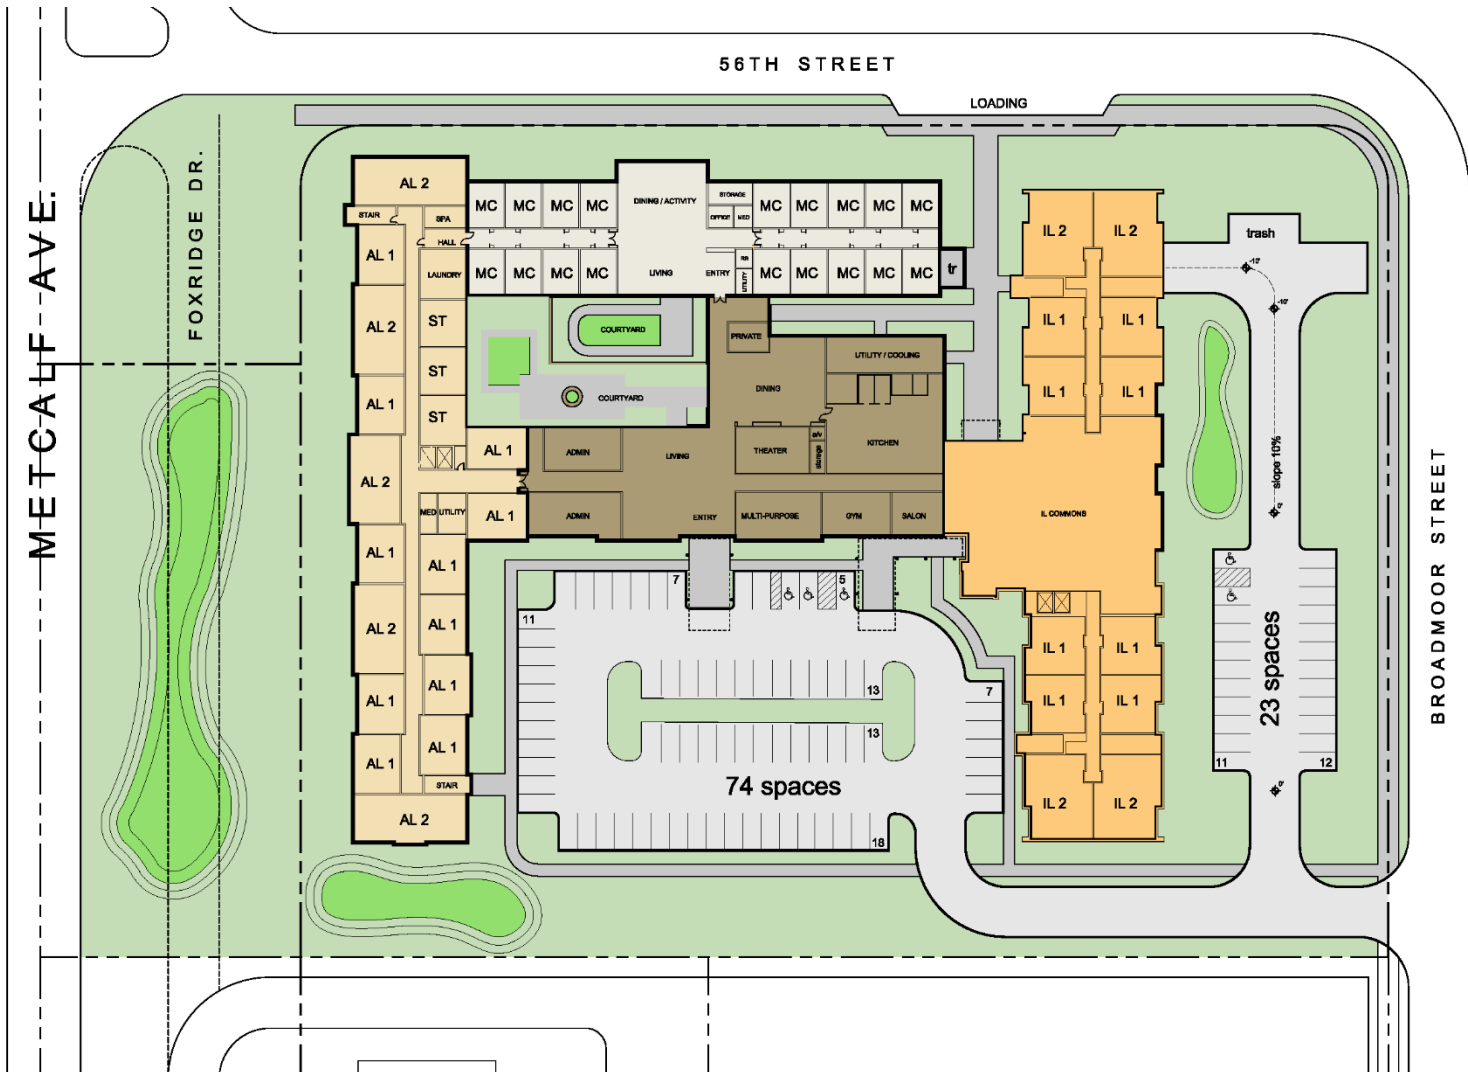 56TH STREET
LOADING
METCALF AVE.
FOXRIDGE DR.
BROADMOOR STREET
AL 2
STAIR
SPA
HALL
AL 1
LAUNDRY
AL 2
ST
ST
AL 1
ST
AL 1
AL 2
MED
UTILITY
AL 1
AL 1
AL 1
AL 2
AL 1
AL 1
AL 1
AL 1
AL 1
STAIR
AL 2
MC MC MC MC
DINING / ACTIVITY
STORAGE
OFFICE
MED
MC MC MC MC MC
MC MC MC MC
LIVING
ENTRY
RR
UTILITY
MC MC MC MC MC
tr
COURTYARD
COURTYARD
PRIVATE
UTILITY / COOLING
DINING
ADMIN
LIVING
THEATER
a/v
storage
KITCHEN
ADMIN
ENTRY
MULTI-PURPOSE
GYM
SALON
IL 2
IL 2
IL 1
IL 1
IL 1
IL 1
IL COMMONS
IL 1
IL 1
IL 1
IL 1
IL 2
IL 2
7
5
11
13
7
13
74 spaces
18
trash
-12'
-10'
slope 10%
23 spaces
11
12